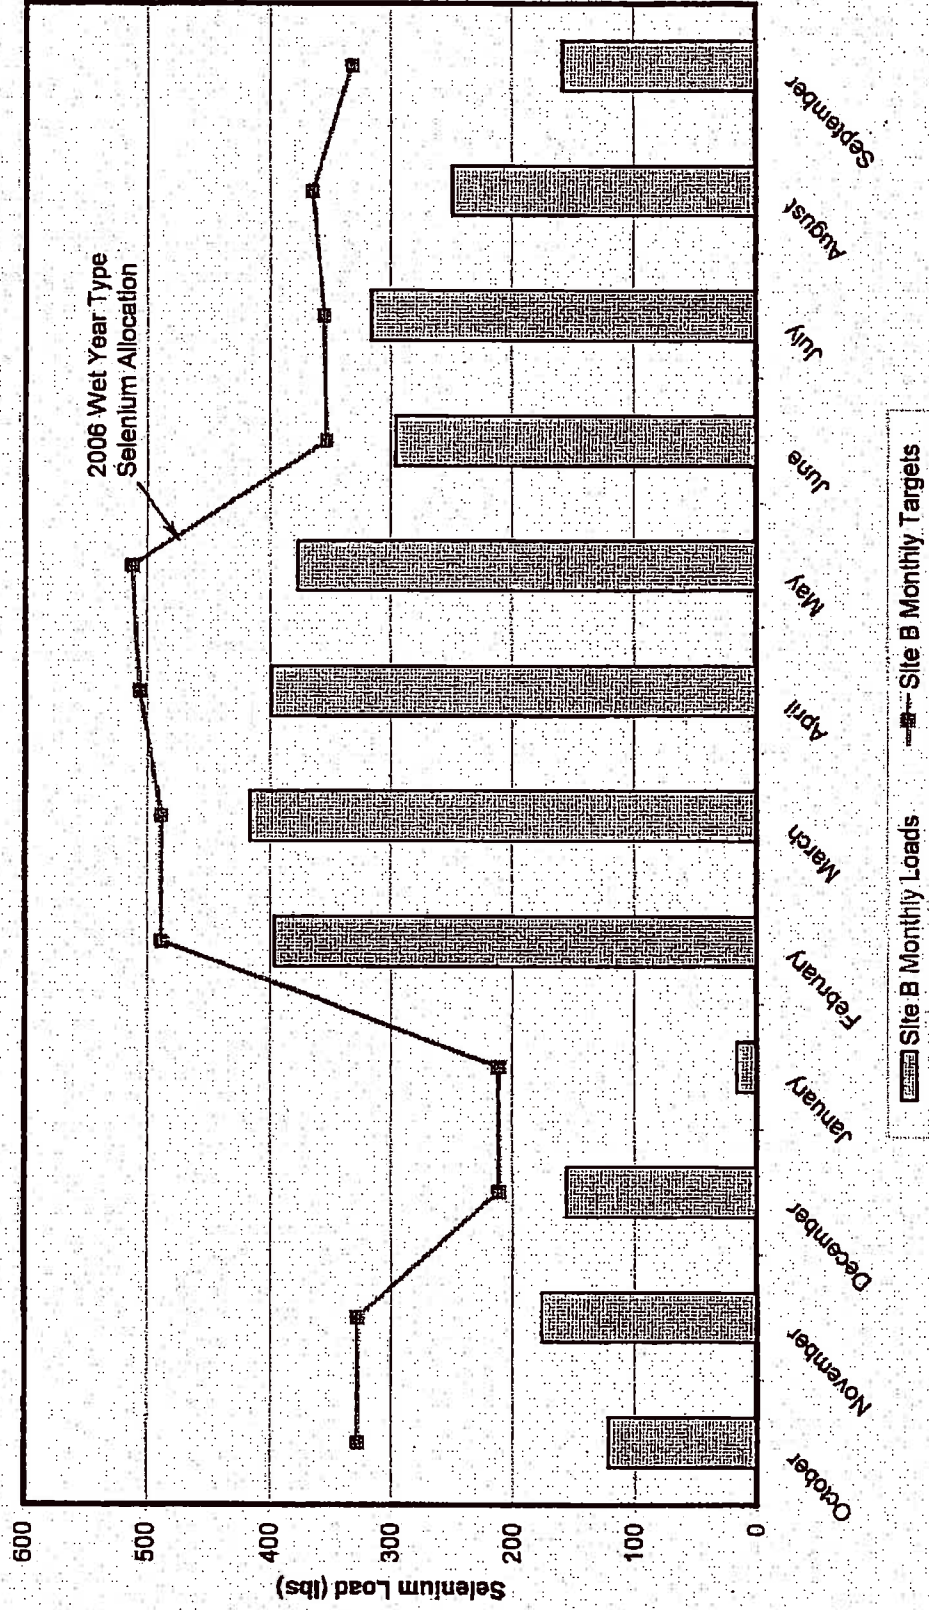 2006 Wet Year Type
Selenium Allocation
Selenium Load (lbs)
600
500
400
300
200
100
0
October
November
December
January
February
March
April
May
June
July
August
September
Site B Monthly Loads
Site B Monthly Targets